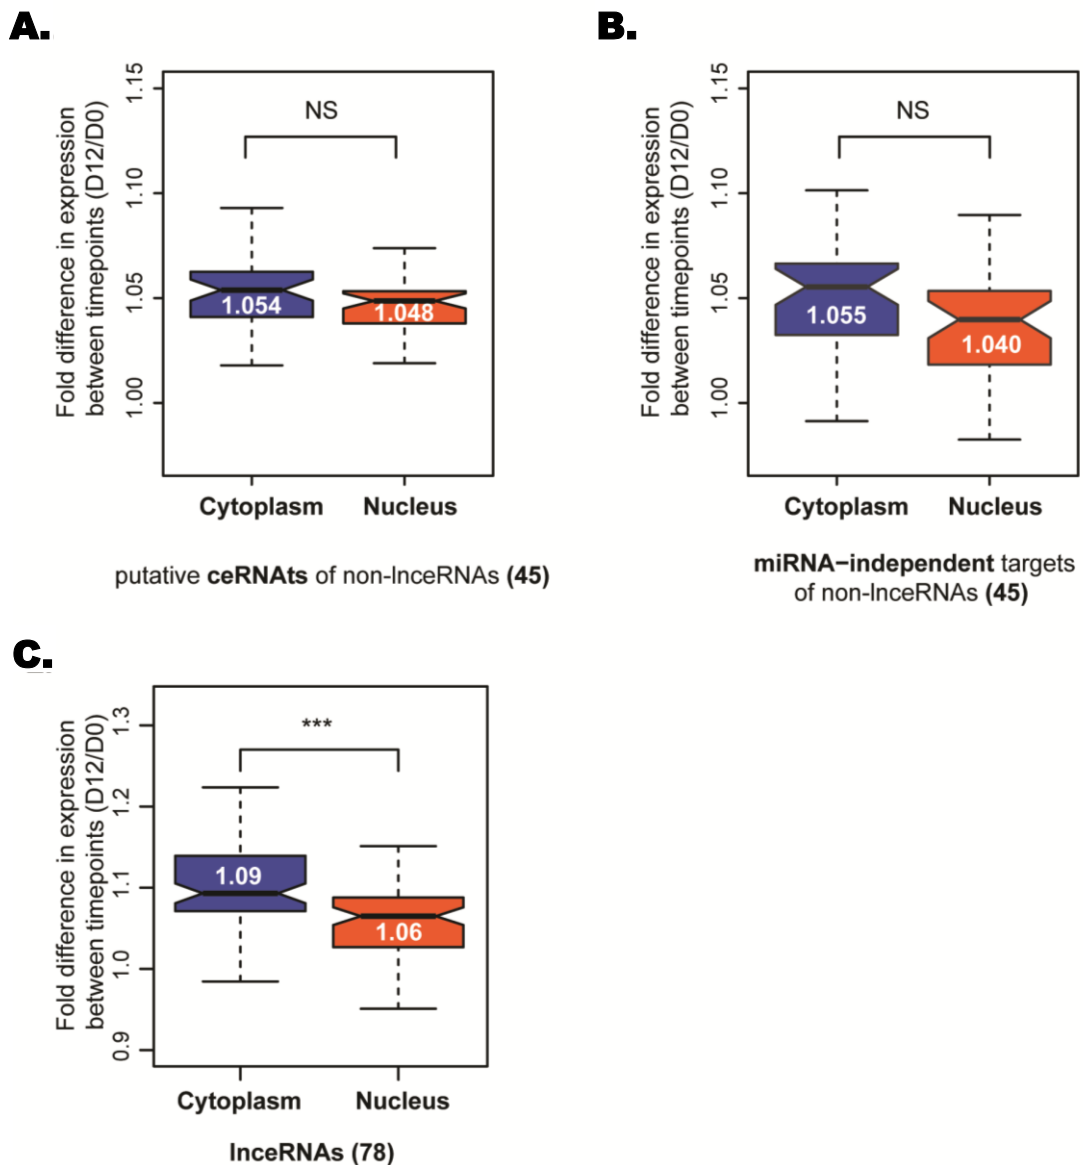 A.
B.
Fold difference in expression
between timepoints (D12/D0)
1.15
1.10
1.05
1.00
NS
1.054
1.048
Cytoplasm Nucleus
putative ceRNAts of non-lnceRNAs (45)
Fold difference in expression
between timepoints (D12/D0)
1.15
1.10
1.05
1.00
NS
1.055
1.040
Cytoplasm Nucleus
miRNA−independent targets
of non-lnceRNAs (45)
C.
Fold difference in expression
between timepoints (D12/D0)
1.3
1.2
1.1
1.0
0.9
***
1.09
1.06
Cytoplasm Nucleus
lnceRNAs (78)